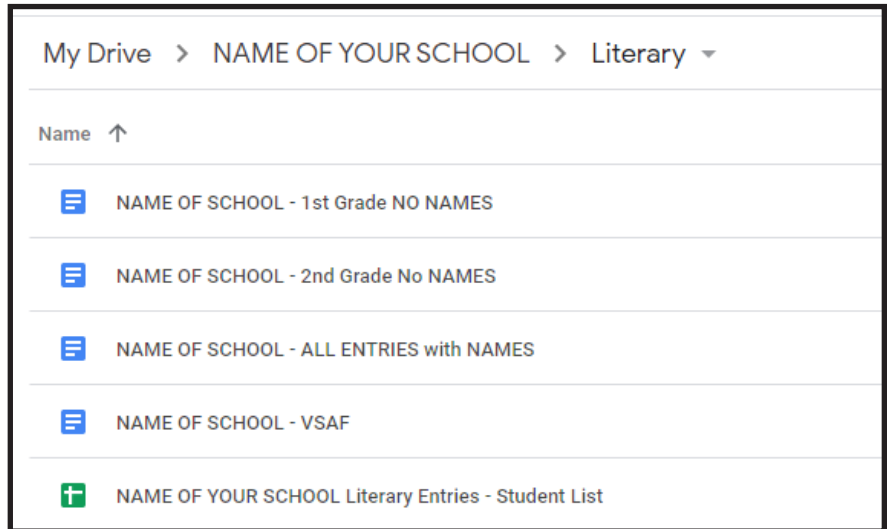 My Drive > NAME OF YOUR SCHOOL > Literary
Name ↑
NAME OF SCHOOL - 1st Grade NO NAMES
NAME OF SCHOOL - 2nd Grade No NAMES
NAME OF SCHOOL - ALL ENTRIES with NAMES
NAME OF SCHOOL - VSAF
NAME OF YOUR SCHOOL Literary Entries - Student List